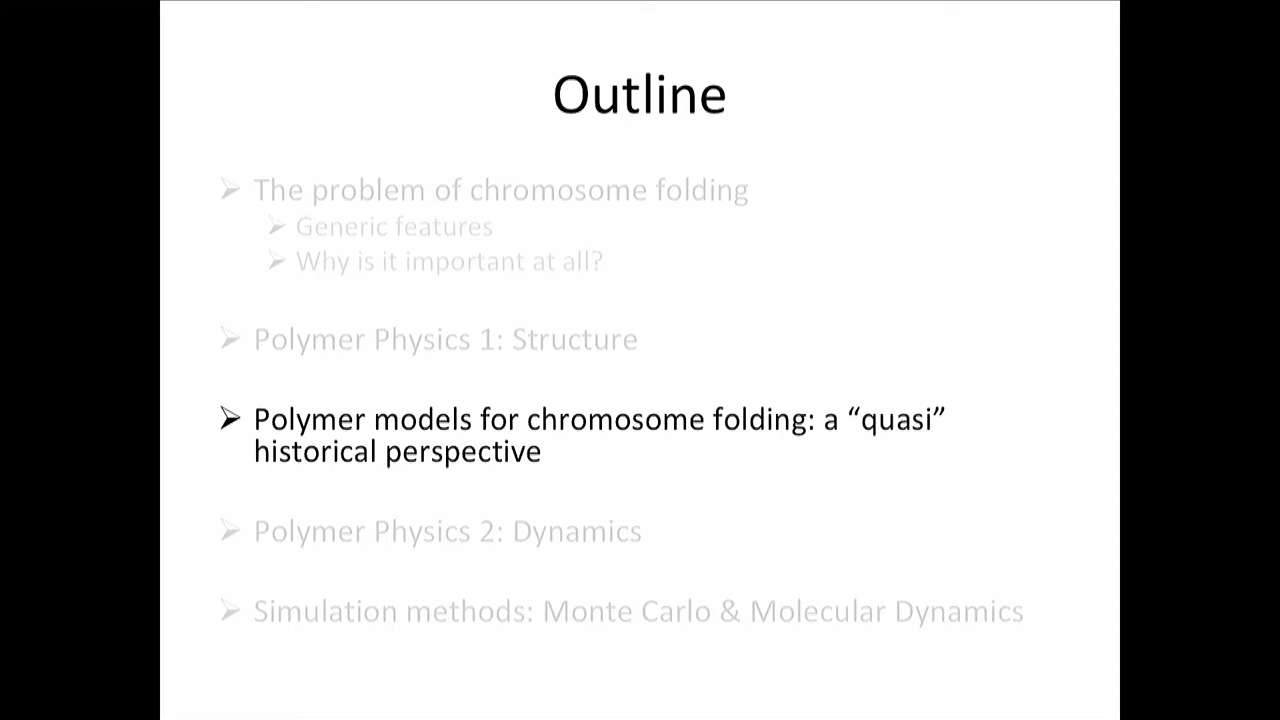 Outline
The problem of chromosome folding
Generic features
Why is it important at all?
Polymer Physics 1: Structure
Polymer models for chromosome folding: a “quasi”
historical perspective
Polymer Physics 2: Dynamics
Simulation methods: Monte Carlo & Molecular Dynamics